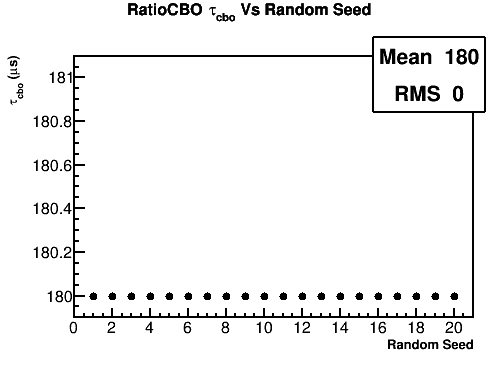 RatioCBO τcbo Vs Random Seed
τcbo (μs)
Mean 180
RMS 0
181
180.8
180.6
180.4
180.2
180
0 2 4 6 8 10 12 14 16 18 20
Random Seed